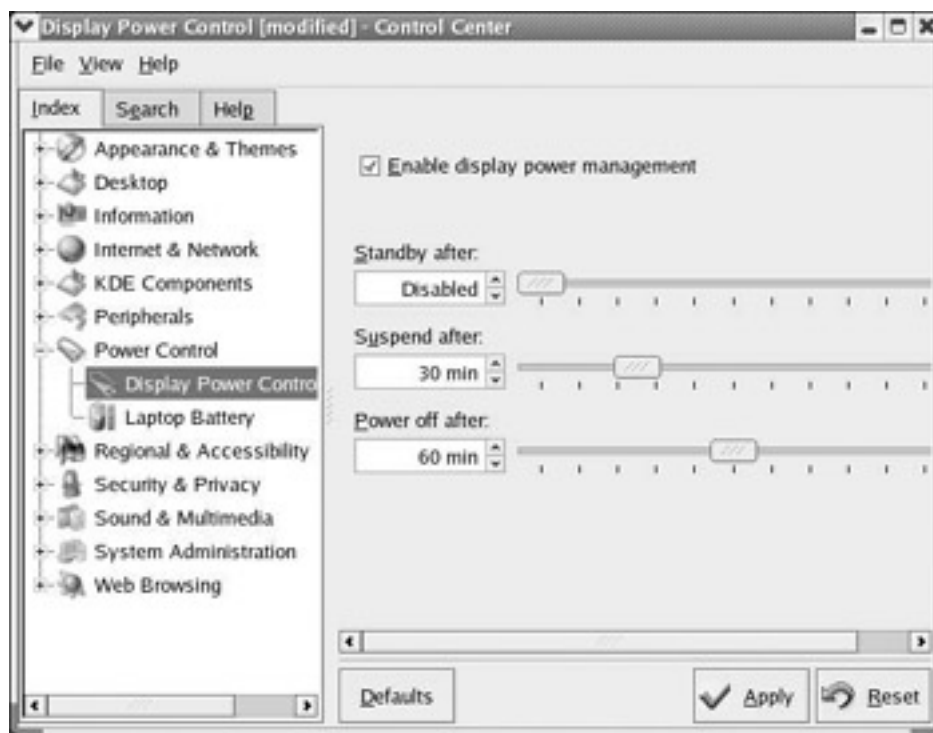 Display Power Control [modified] - Control Center
File View Help
Index Search Help
Appearance & Themes
Desktop
Information
Internet & Network
KDE Components
Peripherals
Power Control
Display Power Contro
Laptop Battery
Regional & Accessibility
Security & Privacy
Sound & Multimedia
System Administration
Web Browsing
Enable display power management
Standby after:
Disabled
Suspend after:
30 min
Power off after:
60 min
Defaults Apply Reset